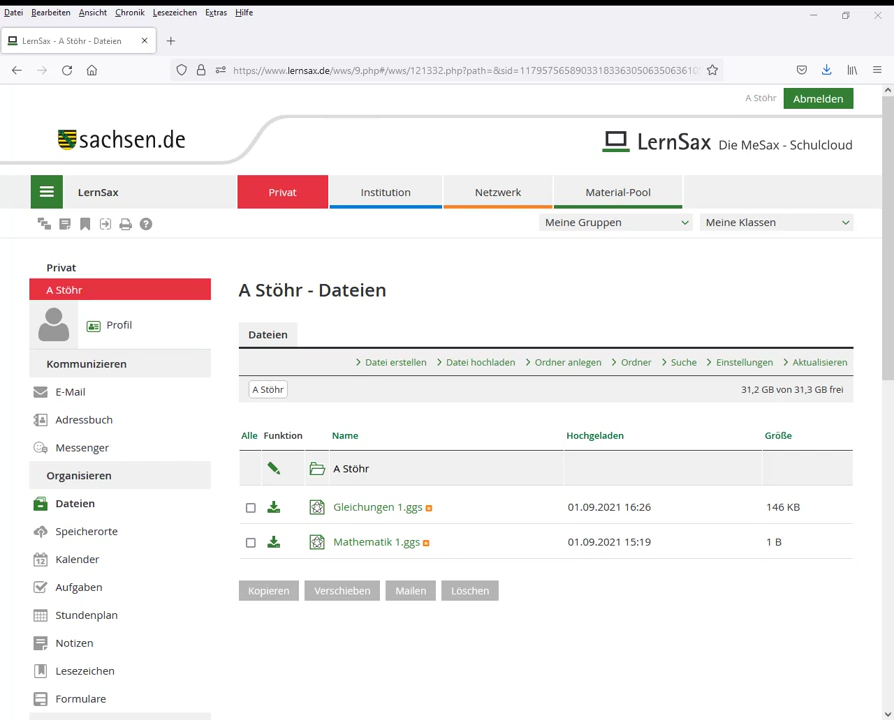 Datei Bearbeiten Ansicht Chronik Lesezeichen Extras Hilfe
LernSax - A Stöhr - Dateien
https://www.lernsax.de/wws/9.php#/wws/121332.php?path=&sid=11795756589033183363050635063610
A Stöhr Abmelden
sachsen.de
LernSax Die MeSax - Schulcloud
LernSax Privat Institution Netzwerk Material-Pool
Meine Gruppen Meine Klassen
Privat
A Stöhr
Profil
Kommunizieren
E-Mail
Adressbuch
Messenger
Organisieren
Dateien
Speicherorte
12 Kalender
Aufgaben
Stundenplan
Notizen
Lesezeichen
Formulare
A Stöhr - Dateien
Dateien
Datei erstellen Datei hochladen Ordner anlegen Ordner Suche Einstellungen Aktualisieren
A Stöhr 31,2 GB von 31,3 GB frei
Alle Funktion Name Hochgeladen Größe
A Stöhr
Gleichungen 1.ggs 01.09.2021 16:26 146 KB
Mathematik 1.ggs 01.09.2021 15:19 1 B
Kopieren Verschieben Mailen Löschen